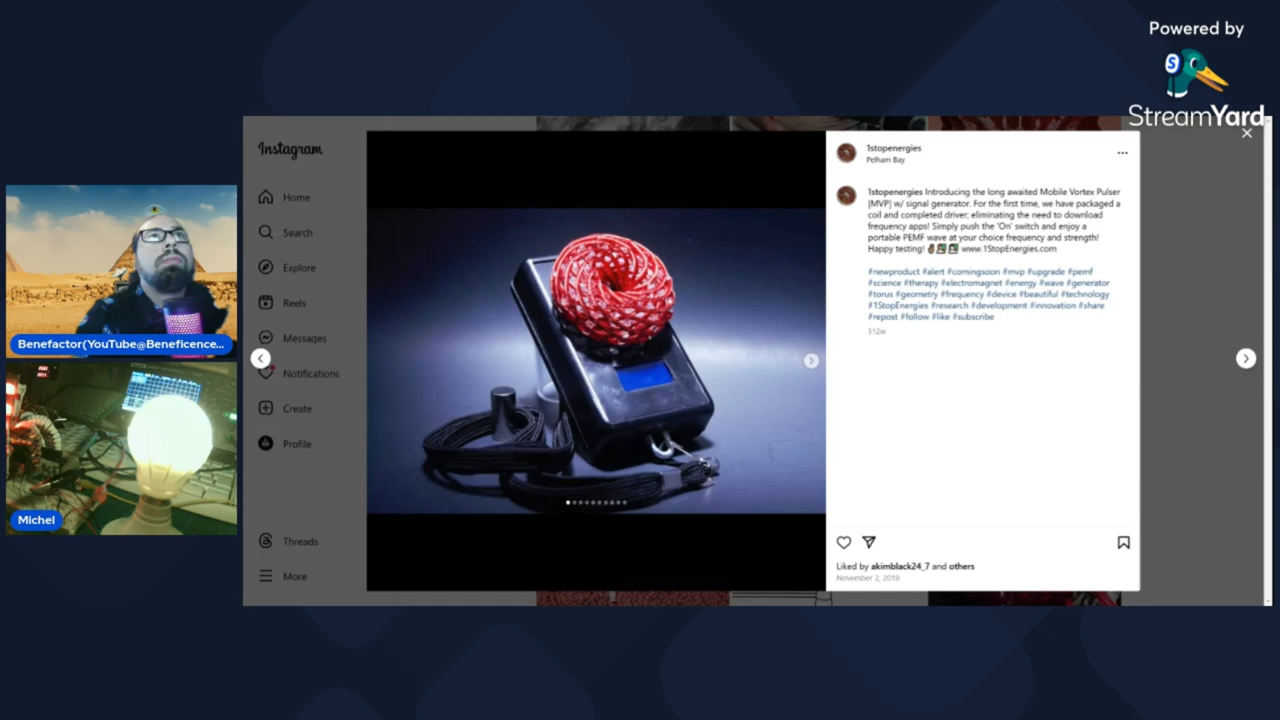 Powered by
StreamYard
Instagram
Home
Search
Explore
Reels
Messages
Notifications
Create
Profile
Threads
More
Benefactor(YouTube@Beneficence...
Michel
1stopenergies
Pelham Bay
1stopenergies Introducing the long awaited Mobile Vortex Pulser
[MVP] w/ signal generator. For the first time, we have packaged a
coil and completed driver; eliminating the need to download
frequency apps! Simply push the 'On' switch and enjoy a
portable PEMF wave at your choice frequency and strength!
Happy testing! www.1StopEnergies.com
#newproduct #alert #comingsoon #mvp #upgrade #pemf
#science #therapy #electromagnet #energy #wave #generator
#torus #geometry #frequency #device #beautiful #technology
#1StopEnergies #research #development #innovation #share
#repost #follow #like #subscribe
312w
Liked by akimblack24_7 and others
November 2, 2018